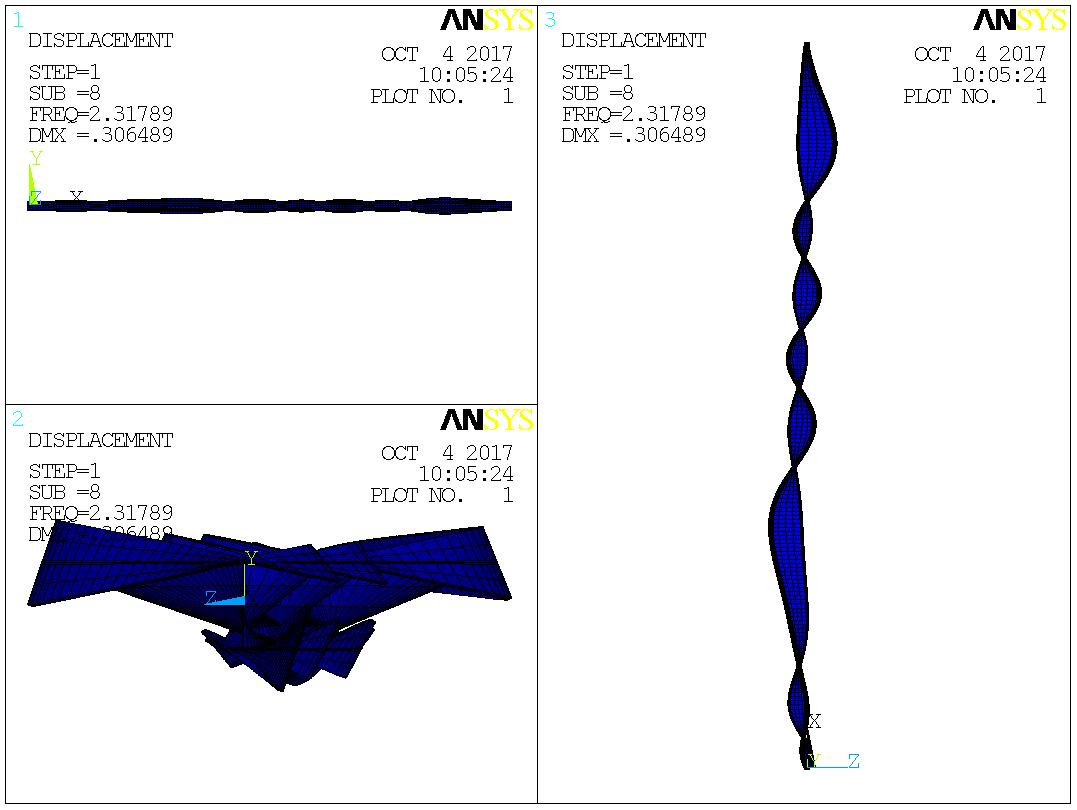 1
ANSYS
DISPLACEMENT
STEP=1
SUB =8
FREQ=2.31789
DMX =.306489
OCT  4 2017
10:05:24
PLOT NO.   1
Y
Z X
2
ANSYS
DISPLACEMENT
STEP=1
SUB =8
FREQ=2.31789
OCT  4 2017
10:05:24
PLOT NO.   1
Y
Z
3
ANSYS
DISPLACEMENT
STEP=1
SUB =8
FREQ=2.31789
DMX =.306489
OCT  4 2017
10:05:24
PLOT NO.   1
X
Y Z